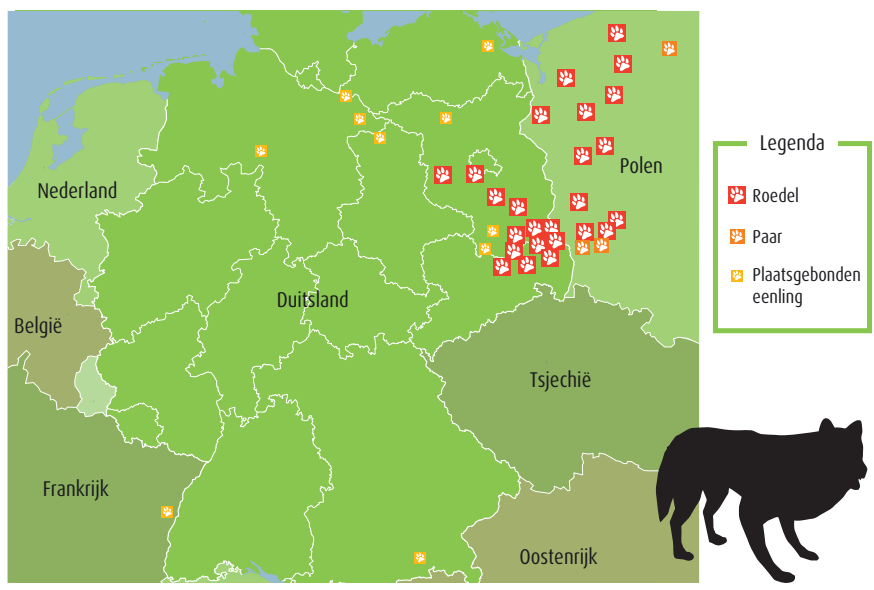 Legenda
Roedel
Paar
Plaatsgebonden
eenling
Nederland
Polen
Duitsland
België
Tsjechië
Frankrijk
Oostenrijk